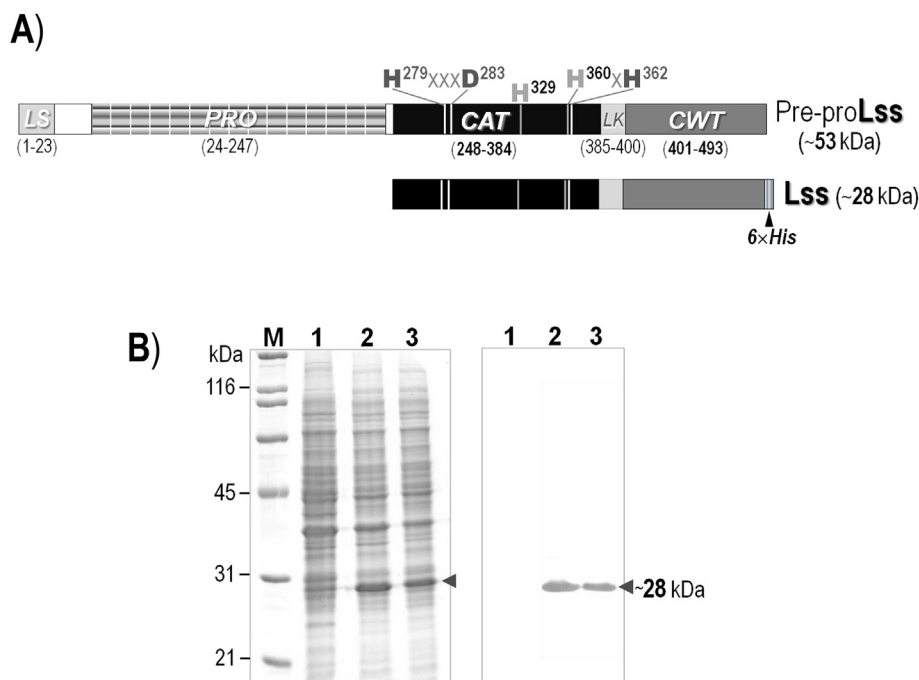 A)
H279XXXD283 H329 H360XH362
LS PRO CAT LK CWT Pre-proLss
(1-23) (24-247) (248-384) (385-400) (401-493) (~53 kDa)
Lss (~28 kDa)
6×His
B)
M 1 2 3 1 2 3
kDa
116
45
31
~28 kDa
21